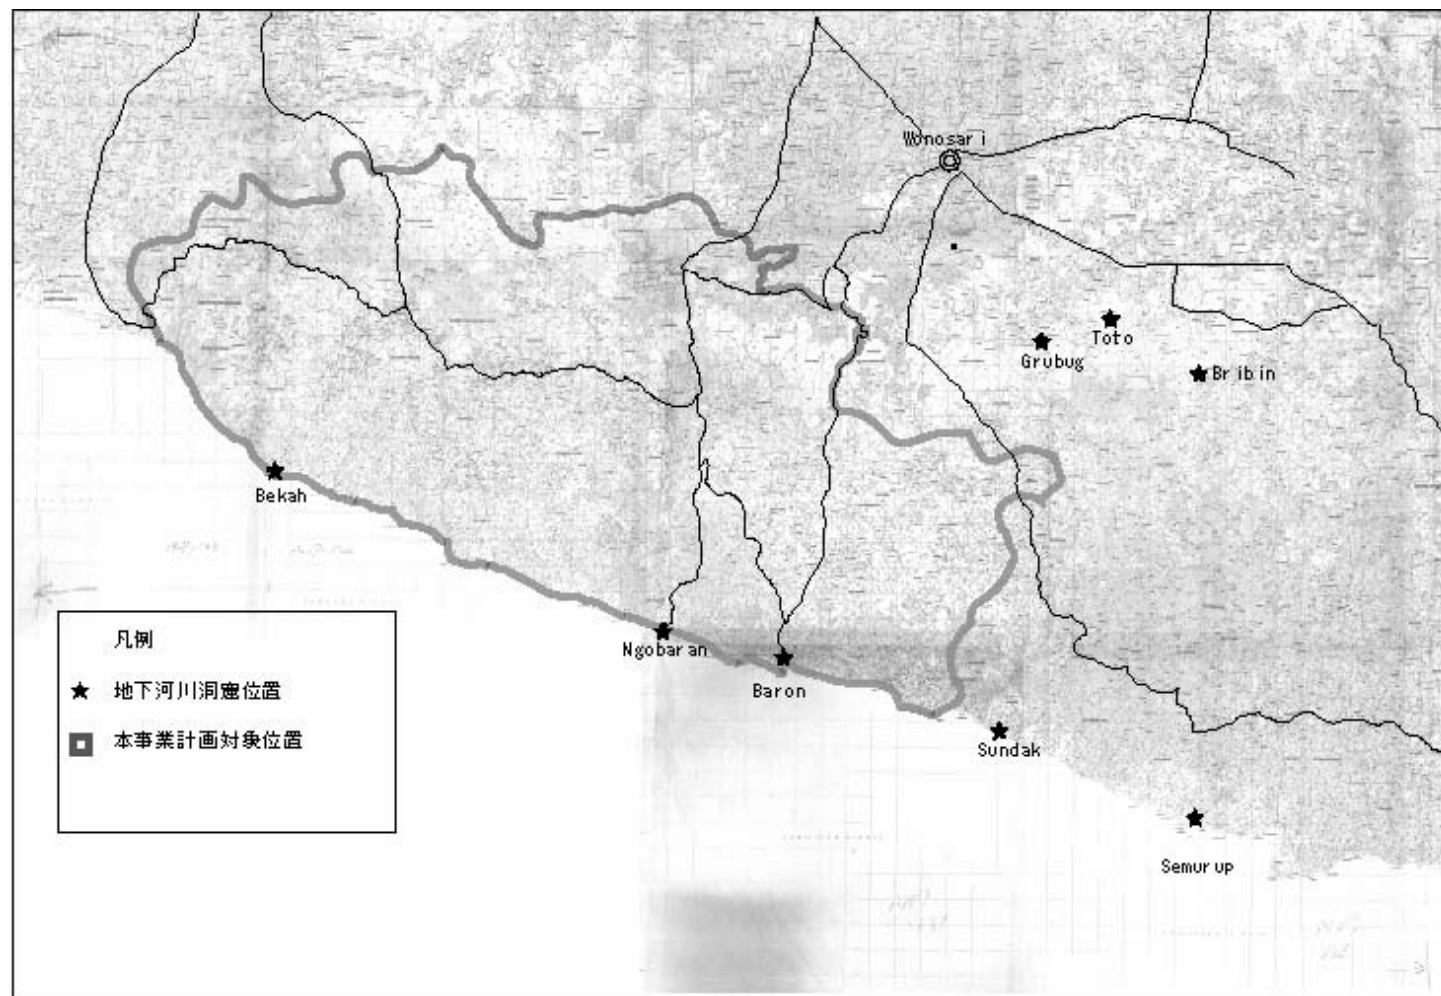 Wonosari
Toto
Grubug
Bribin
Bekah
Ngobaran
Baron
Sundak
Semurup
凡例
地下河川洞窟位置
本事業計画対象位置